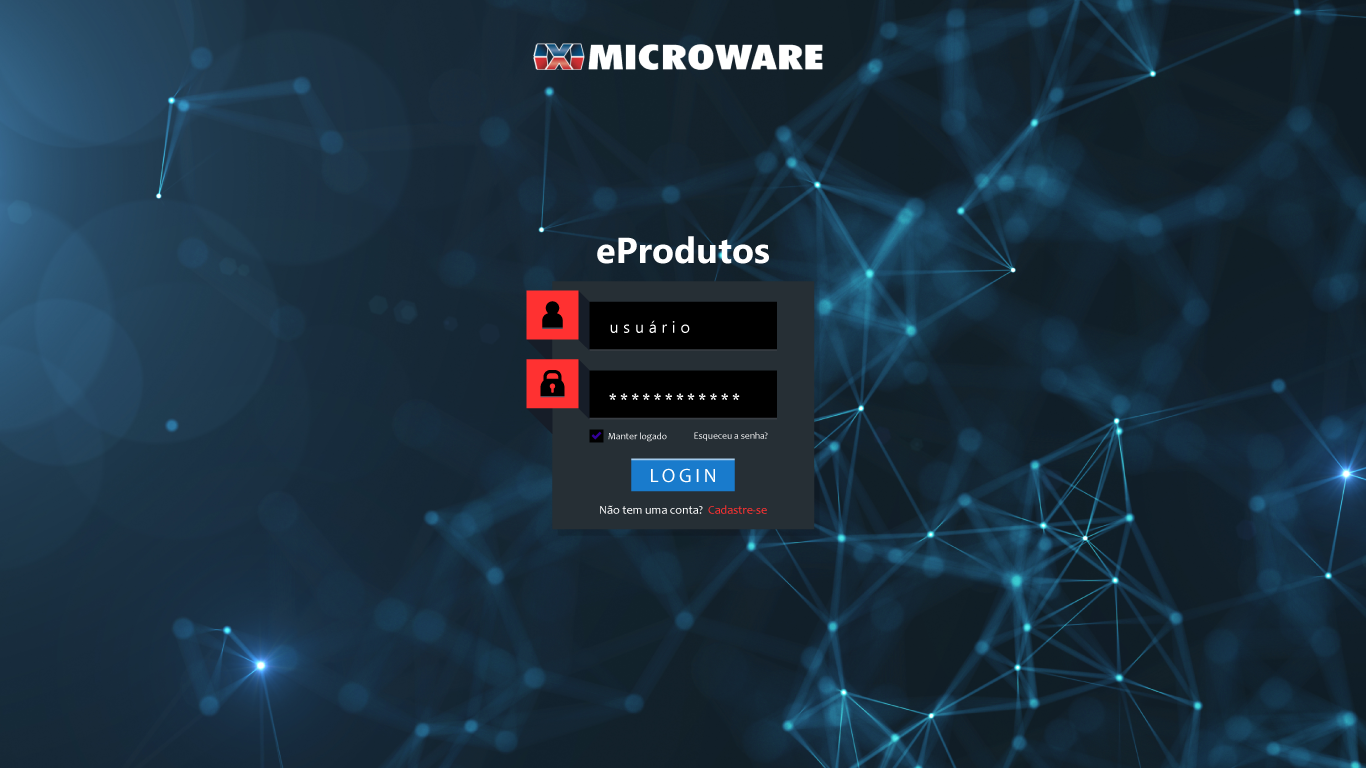 MICROWARE
eProdutos
usuário
************
Manter logado Esqueceu a senha?
LOGIN
Não tem uma conta? Cadastre-se